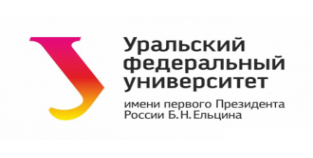 Уральский
федеральный
университет
имени первого Президента
России Б.Н.Ельцина